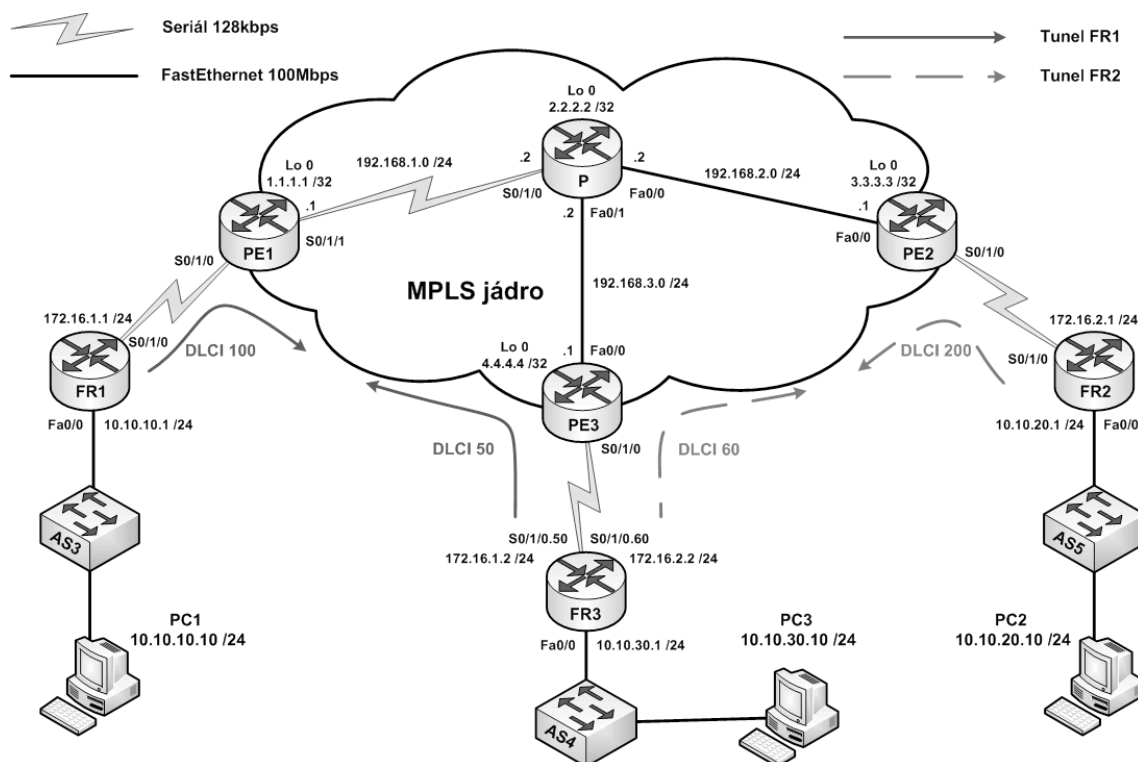 Seriál 128kbps
FastEthernet 100Mbps
Tunel FR1
Tunel FR2
Lo 0
2.2.2.2 /32
192.168.1.0 /24
.2
P
.2
S0/1/0
Fa0/0
.2
Fa0/1
192.168.2.0 /24
Lo 0
1.1.1.1 /32
.1
PE1
S0/1/1
S0/1/0
Lo 0
3.3.3.3 /32
.1
Fa0/0
PE2
S0/1/0
MPLS jádro
192.168.3.0 /24
172.16.1.1 /24
S0/1/0
FR1
DLCI 100
Fa0/0
10.10.10.1 /24
Lo 0
4.4.4.4 /32
.1
Fa0/0
PE3
S0/1/0
DLCI 50
DLCI 60
DLCI 200
172.16.2.1 /24
S0/1/0
FR2
10.10.20.1 /24
Fa0/0
AS3
AS5
S0/1/0.50
S0/1/0.60
172.16.1.2 /24
172.16.2.2 /24
FR3
Fa0/0
10.10.30.1 /24
PC1
10.10.10.10 /24
PC3
10.10.30.10 /24
PC2
10.10.20.10 /24
AS4